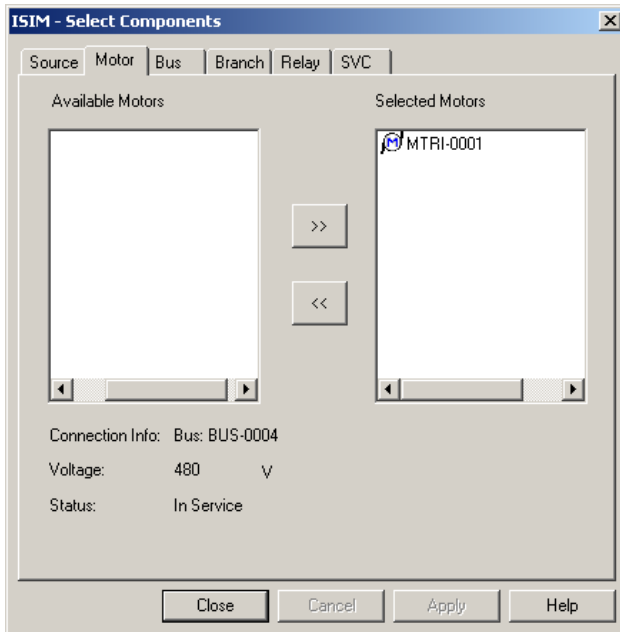 ISIM - Select Components
Source Motor Bus Branch Relay SVC
Available Motors Selected Motors
M MTRI-0001
>>
<<
Connection Info: Bus: BUS-0004
Voltage: 480 V
Status: In Service
Close Cancel Apply Help